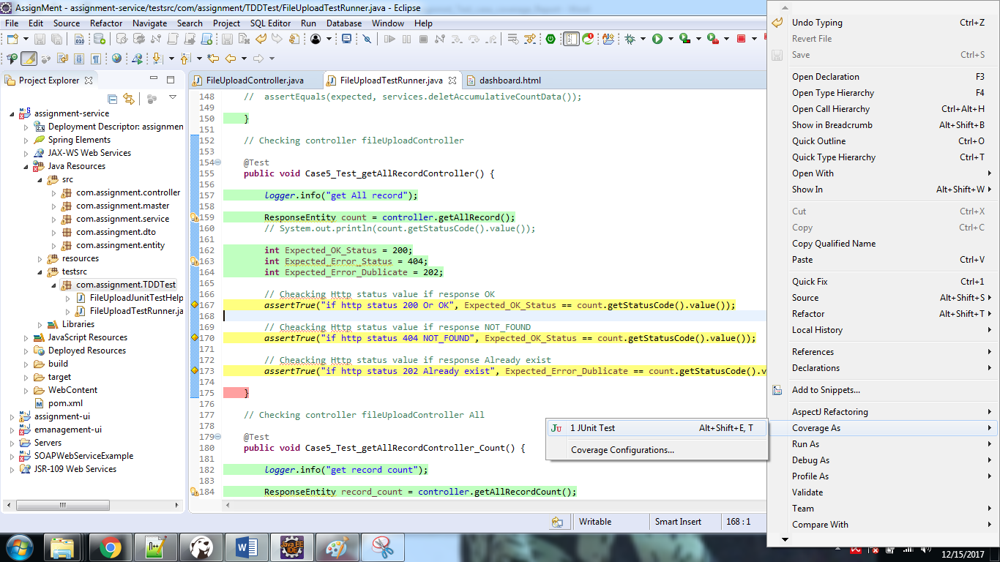 AssignMent - assignment-service/testsrc/com/assignment/TDDTest/FileUploadTestRunner.java - Eclipse
File Edit Source Refactor Navigate Search Project SQL Editor Run Database Window Help
Project Explorer
assignment-service
Deployment Descriptor: assignmen
Spring Elements
JAX-WS Web Services
Java Resources
src
com.assignment.controller
com.assignment.master
com.assignment.service
com.assingment.dto
com.assingment.entity
resources
testsrc
com.assignment.TDDTest
FileUploadJunitTestHelp
FileUploadTestRunner.ja
Libraries
JavaScript Resources
Deployed Resources
build
target
WebContent
pom.xml
assignment-ui
emanagement-ui
Servers
SOAPWebServiceExample
JSR-109 Web Services
FileUploadController.java FileUploadTestRunner.java dashboard.html
148 // assertEquals(expected, services.deletAccumulativeCountData());
149
150 }
151
152 // Checking controller fileUploadController
153
154 @Test
155 public void Case5_Test_getAllRecordController() {
156
157 logger.info("get All record");
158
159 ResponseEntity count = controller.getAllRecord();
160 // System.out.println(count.getStatusCode().value());
161
162 int Expected_OK_Status = 200;
163 int Expected_Error_Status = 404;
164 int Expected_Error_Dublicate = 202;
165
166 // Cheacking Http status value if response OK
167 assertTrue("if http status 200 Or OK", Expected_OK_Status == count.getStatusCode().value());
168
169 // Cheacking Http status value if response NOT_FOUND
170 assertTrue("if http status 404 NOT_FOUND", Expected_OK_Status == count.getStatusCode().value());
171
172 // Cheacking Http status value if response Already exist
173 assertTrue("if http status 202 Already exist", Expected_Error_Dublicate == count.getStatusCode().v
174
175 }
176
177 // Checking controller fileUploadController All
178
179 @Test
180 public void Case5_Test_getAllRecordController_Count() {
181
182 logger.info("get record count");
183
184 ResponseEntity record_count = controller.getAllRecordCount();
Writable Smart Insert 168 : 1
Undo Typing Ctrl+Z
Revert File
Save Ctrl+S
Open Declaration F3
Open Type Hierarchy F4
Open Call Hierarchy Ctrl+Alt+H
Show in Breadcrumb Alt+Shift+B
Quick Outline Ctrl+O
Quick Type Hierarchy Ctrl+T
Open With
Show In Alt+Shift+W
Cut Ctrl+X
Copy Ctrl+C
Copy Qualified Name
Paste Ctrl+V
Quick Fix Ctrl+1
Source Alt+Shift+S
Refactor Alt+Shift+T
Local History
References
Declarations
Add to Snippets...
AspectJ Refactoring
Coverage As
Run As
Debug As
Profile As
Validate
Team
Compare With
JU 1 JUnit Test Alt+Shift+E, T
Coverage Configurations...
Java EE
IDE
12/15/2017